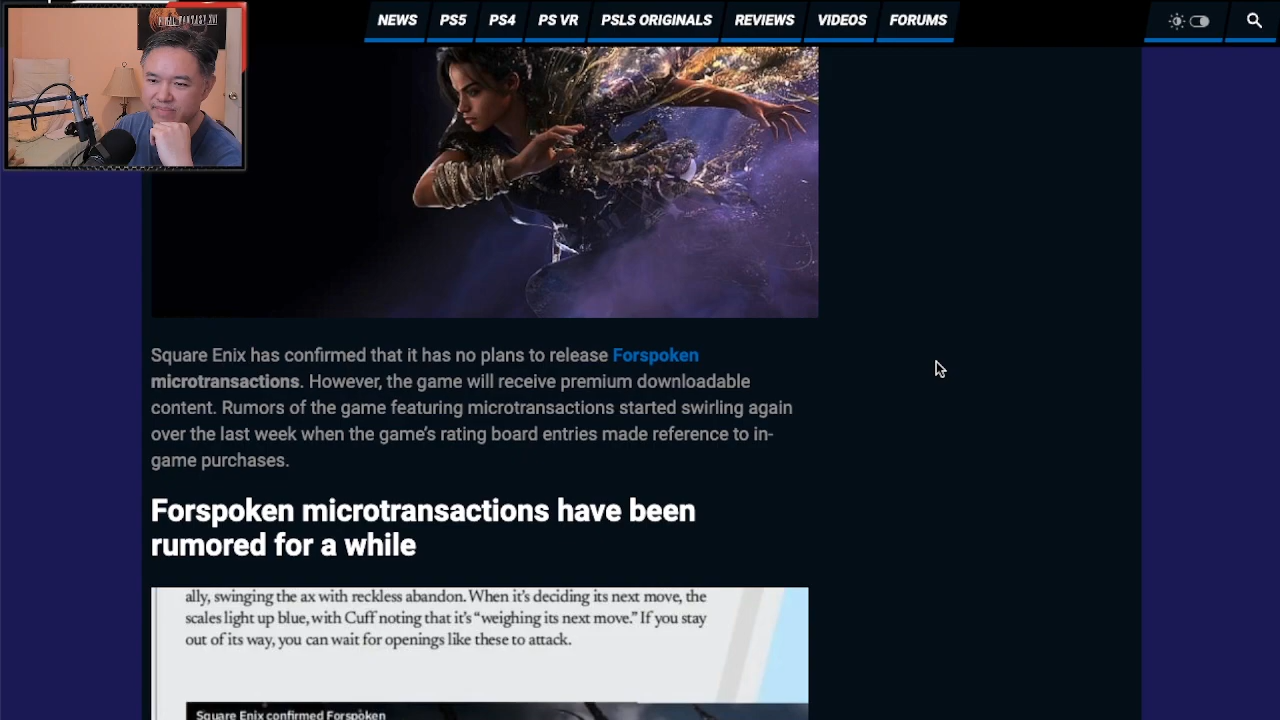 FINAL FANTASY XVI
NEWS PS5 PS4 PS VR PSLS ORIGINALS REVIEWS VIDEOS FORUMS
Square Enix has confirmed that it has no plans to release Forspoken
microtransactions. However, the game will receive premium downloadable
content. Rumors of the game featuring microtransactions started swirling again
over the last week when the game’s rating board entries made reference to in-
game purchases.
Forspoken microtransactions have been
rumored for a while
ally, swinging the ax with reckless abandon. When it’s deciding its next move, the
scales light up blue, with Cuff noting that it’s “weighing its next move.” If you stay
out of its way, you can wait for openings like these to attack.
Square Enix confirmed Forspoken